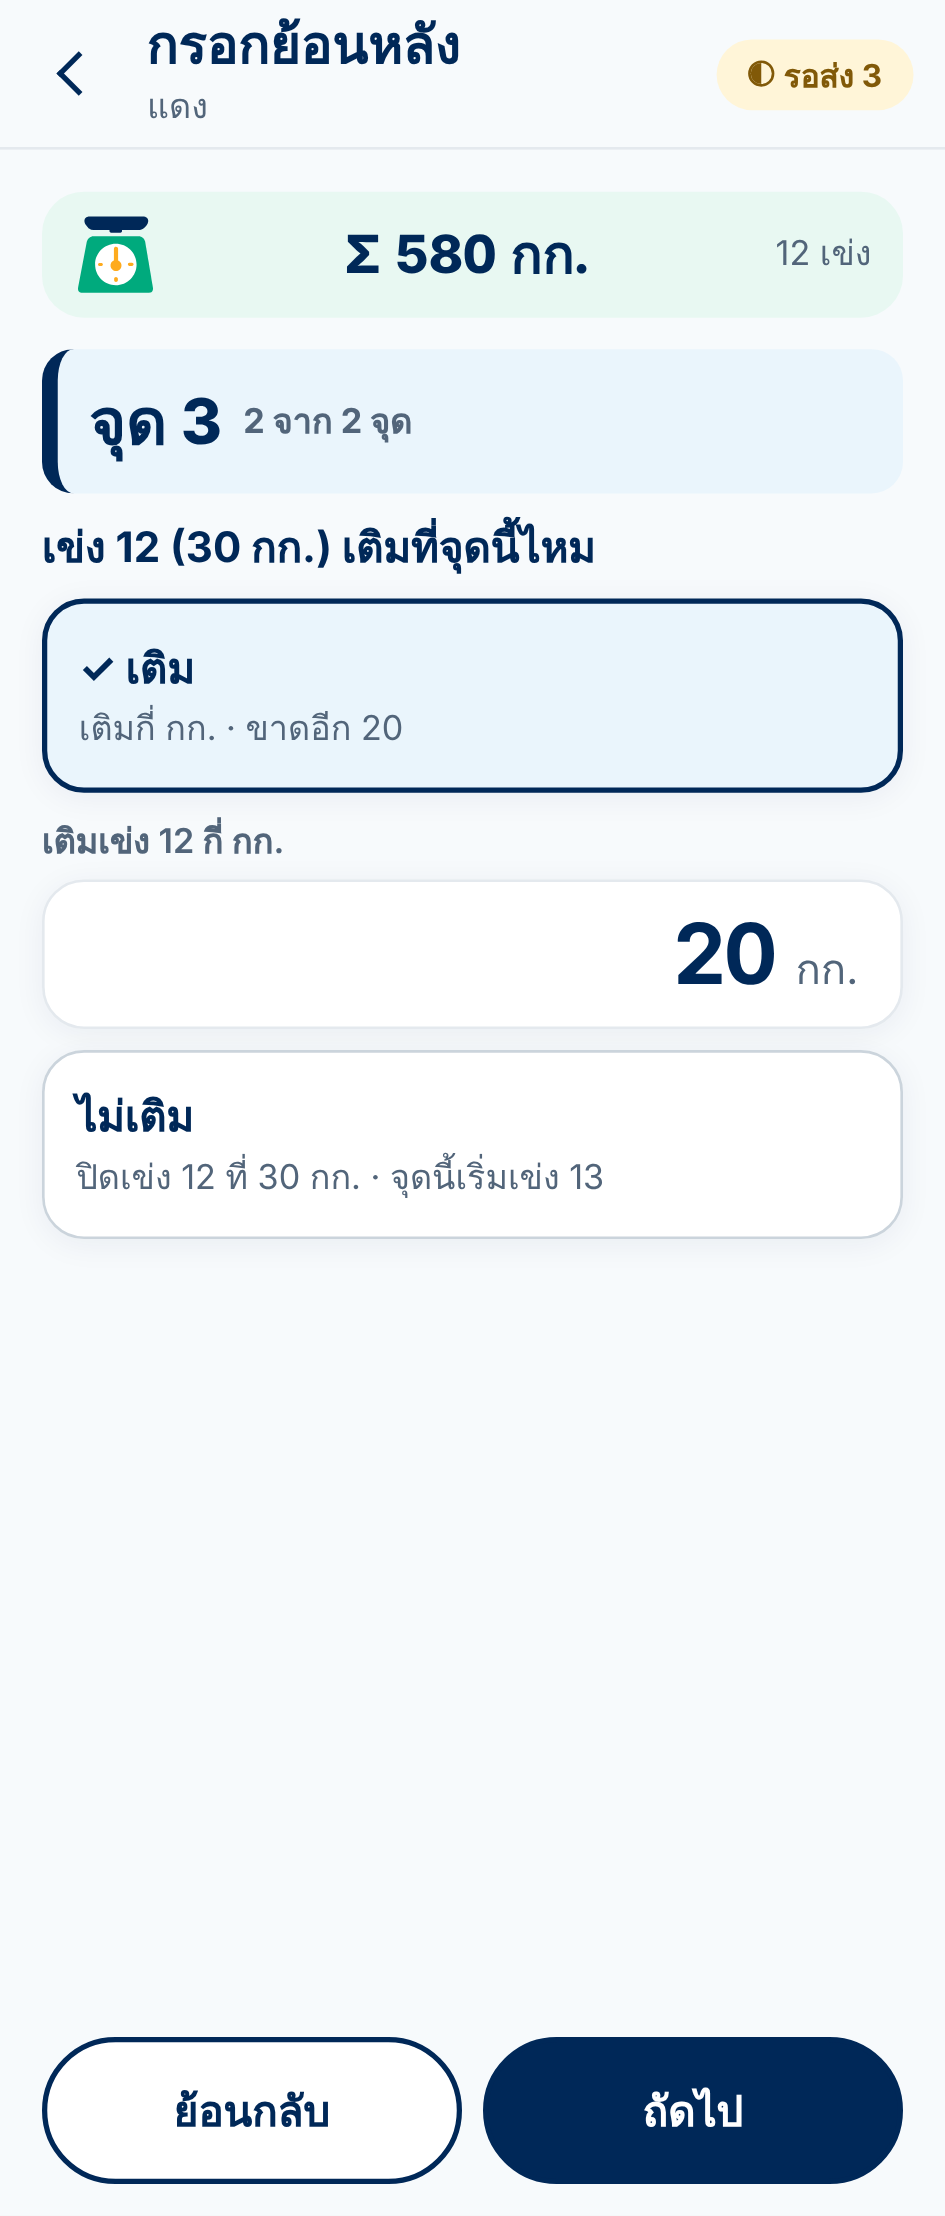 กรอกย้อนหลัง
แดง
รอส่ง 3
Σ 580 กก.
12 เข่ง
จุด 3 2 จาก 2 จุด
เข่ง 12 (30 กก.) เติมที่จุดนี้ไหม
✓ เติม
เติมกี่ กก. · ขาดอีก 20
เติมเข่ง 12 กี่ กก.
20 กก.
ไม่เติม
ปิดเข่ง 12 ที่ 30 กก. · จุดนี้เริ่มเข่ง 13
ย้อนกลับ
ถัดไป